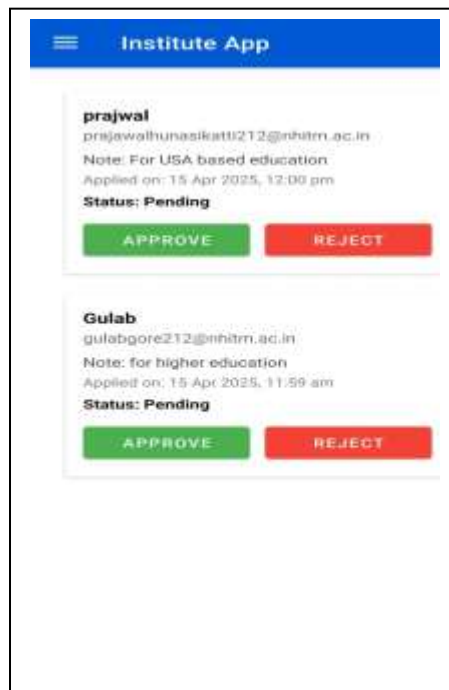 Institute App
prajwal
prajawalhunasikatti212@nhitm.ac.in
Note: For USA based education
Applied on: 15 Apr 2025, 12:00 pm
Status: Pending
APPROVE REJECT
Gulab
gulabgore212@nhitm.ac.in
Note: for higher education
Applied on: 15 Apr 2025, 11:59 am
Status: Pending
APPROVE REJECT